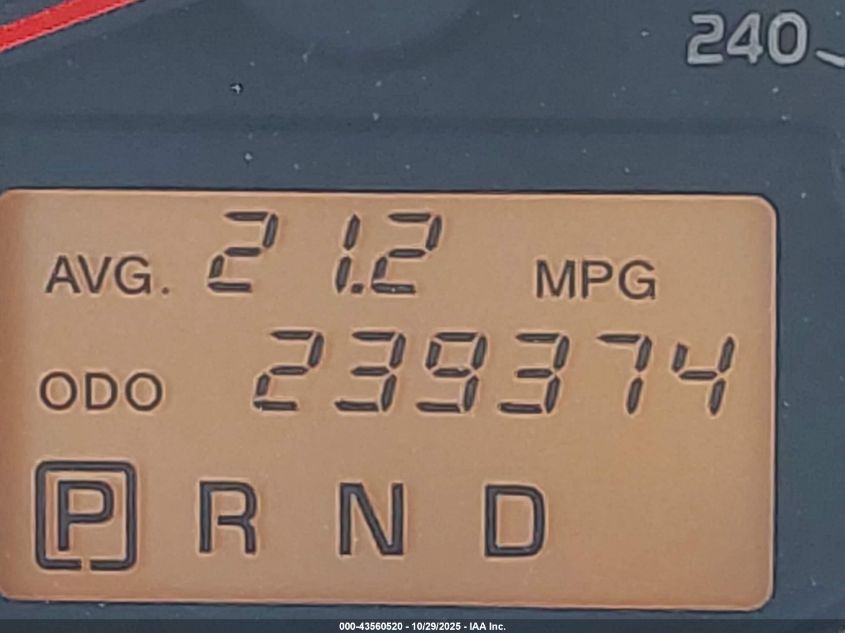 240
AVG. 21.2 MPG
ODO 239374
P R N D
000-43560520 - 10/29/2025 - IAA Inc.